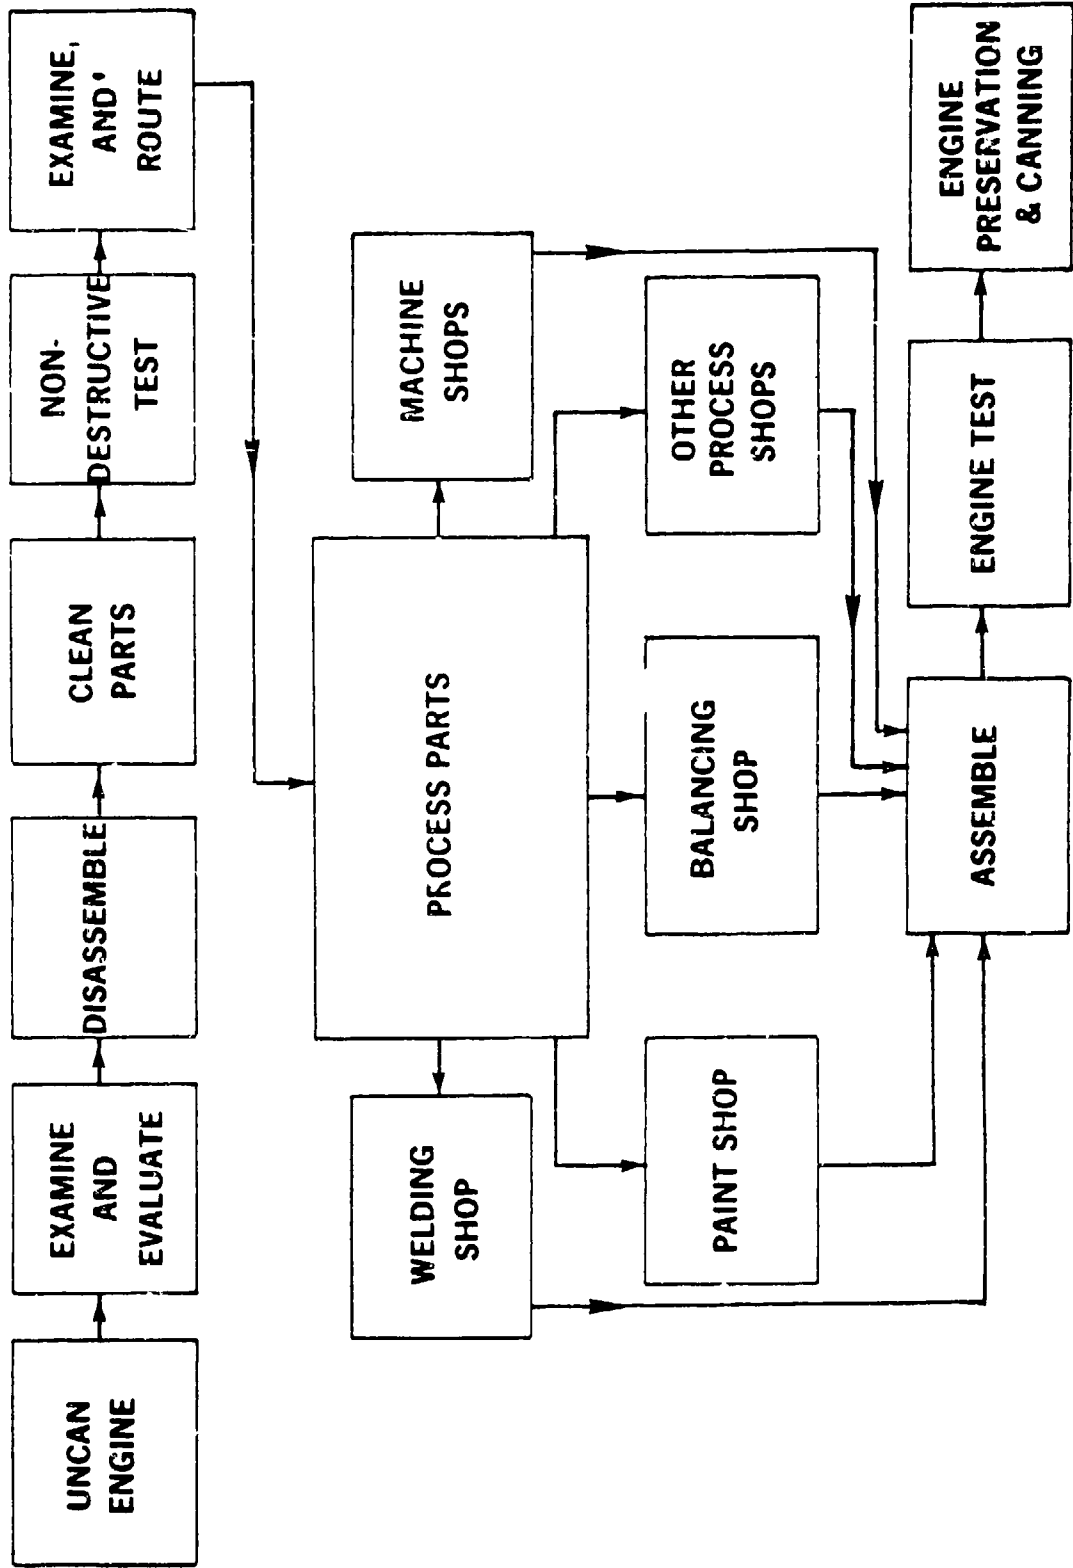 UNCAN
ENGINE
EXAMINE
AND
EVALUATE
DISASSEMBLE
CLEAN
PARTS
NON-
DESTRUCTIVE
TEST
EXAMINE,
AND'
ROUTE
PROCESS PARTS
WELDING
SHOP
MACHINE
SHOPS
PAINT SHOP
BALANCING
SHOP
OTHER
PROCESS
SHOPS
ASSEMBLE
ENGINE TEST
ENGINE
PRESERVATION
& CANNING